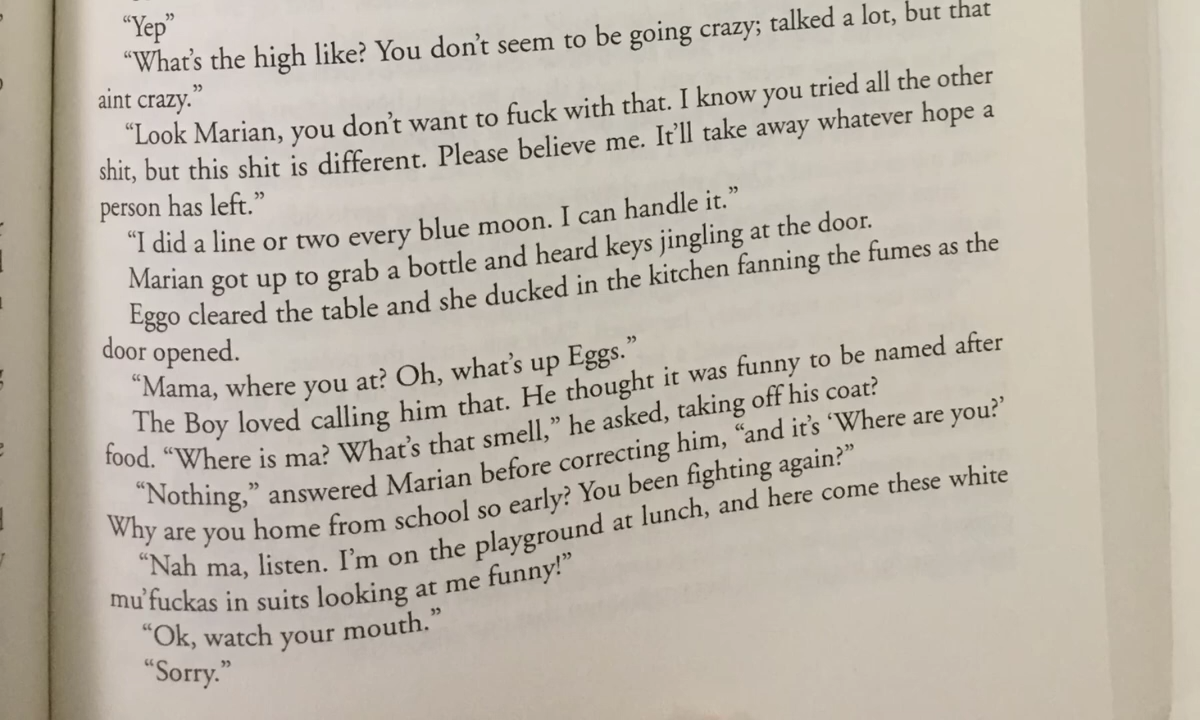 “Yep”
“What’s the high like? You don’t seem to be going crazy; talked a lot, but that
aint crazy.”
“Look Marian, you don’t want to fuck with that. I know you tried all the other
shit, but this shit is different. Please believe me. It’ll take away whatever hope a
person has left.”
“I did a line or two every blue moon. I can handle it.”
Marian got up to grab a bottle and heard keys jingling at the door.
Eggo cleared the table and she ducked in the kitchen fanning the fumes as the
door opened.
“Mama, where you at? Oh, what’s up Eggs.”
The Boy loved calling him that. He thought it was funny to be named after
food. “Where is ma? What’s that smell,” he asked, taking off his coat?
“Nothing,” answered Marian before correcting him, “and it’s ‘Where are you?’
Why are you home from school so early? You been fighting again?”
“Nah ma, listen. I’m on the playground at lunch, and here come these white
mu’fuckas in suits looking at me funny!”
“Ok, watch your mouth.”
“Sorry.”